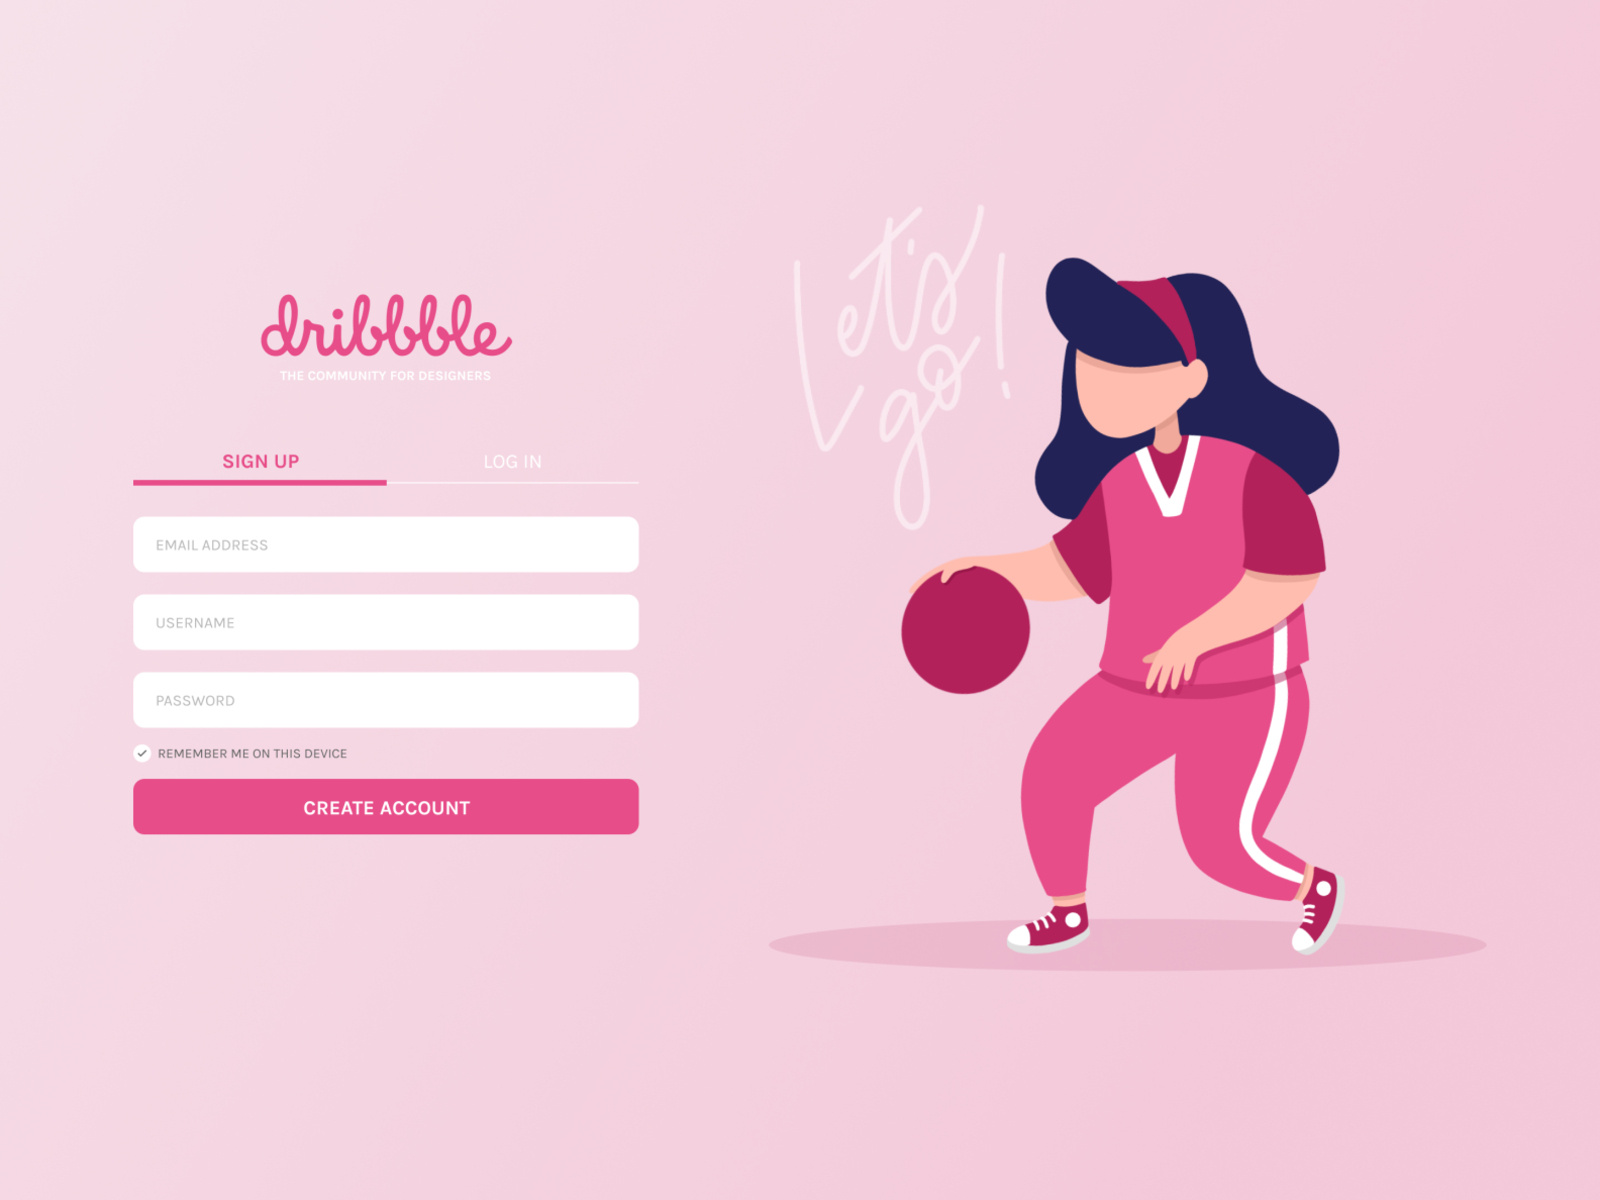 dribbble
THE COMMUNITY FOR DESIGNERS
SIGN UP
LOG IN
EMAIL ADDRESS
USERNAME
PASSWORD
REMEMBER ME ON THIS DEVICE
CREATE ACCOUNT
Let's
go!